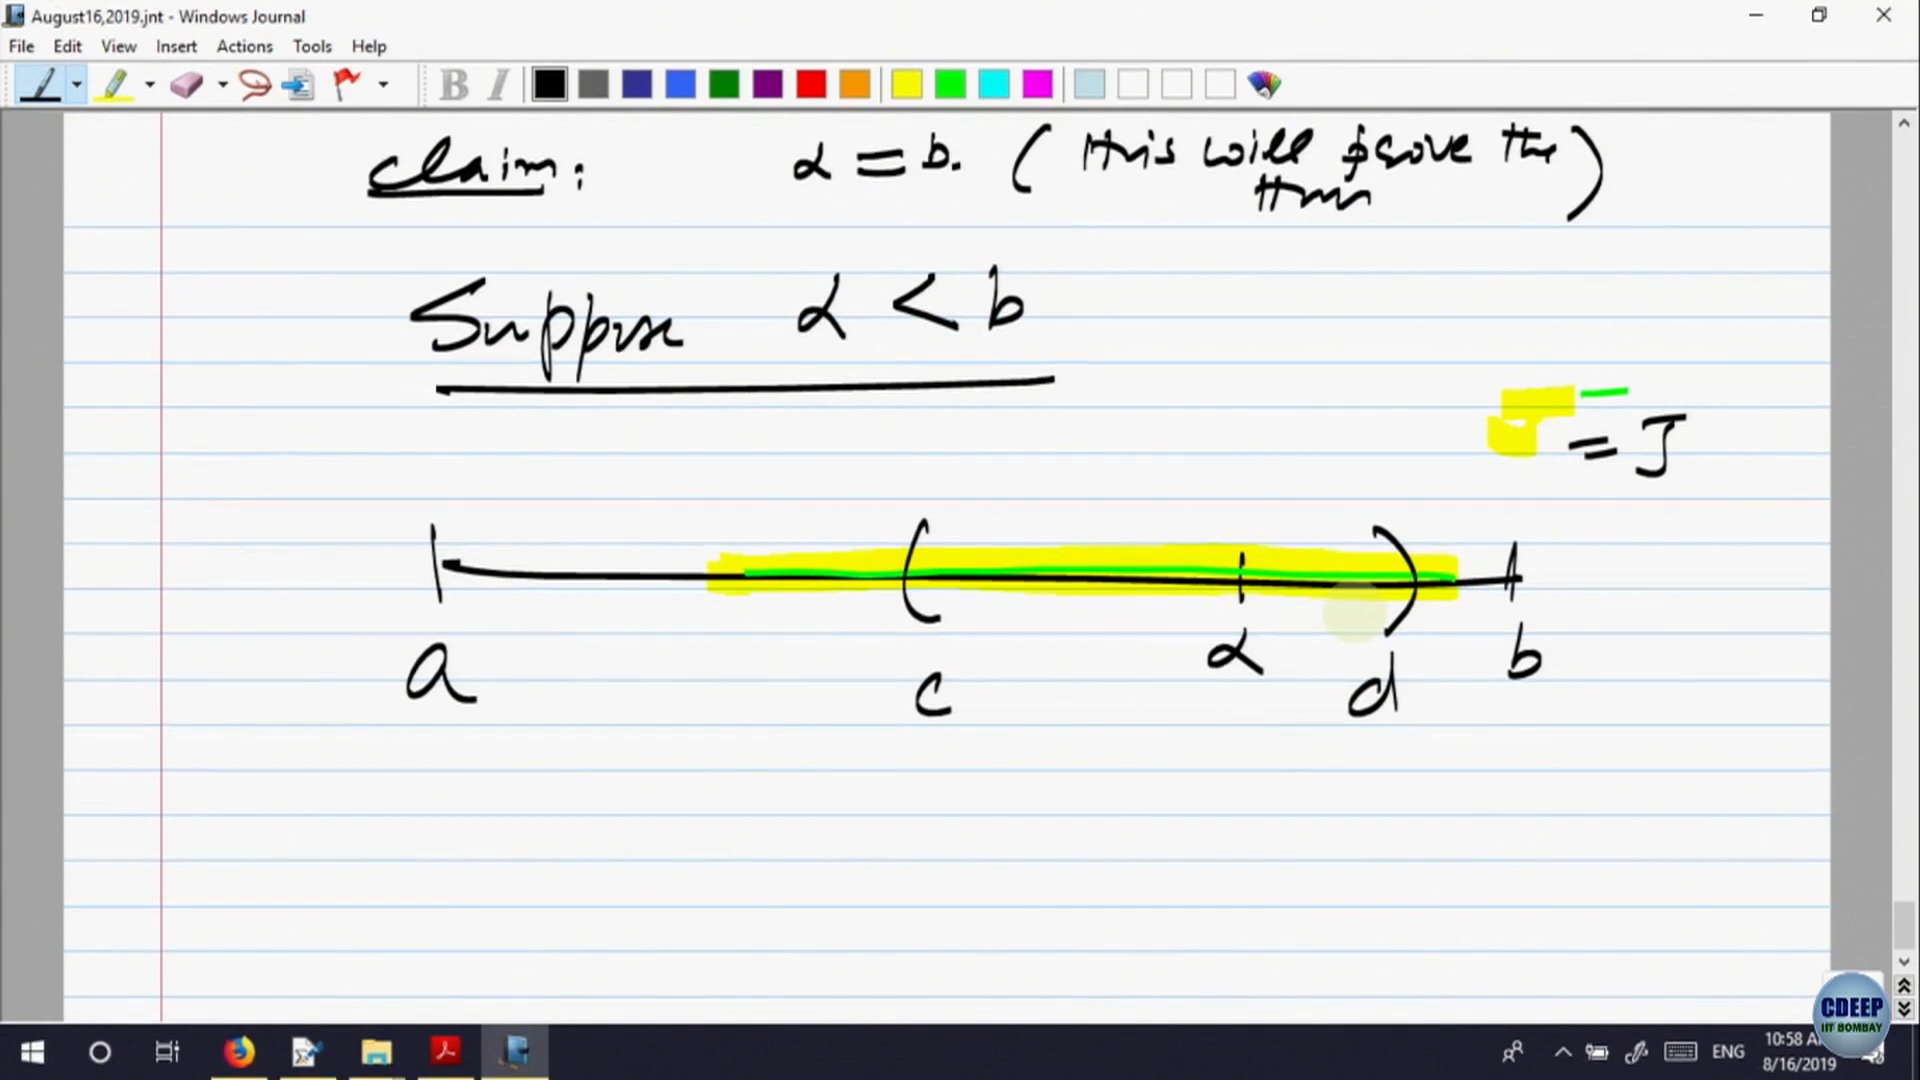 August16,2019.jnt - Windows Journal
File Edit View Insert Actions Tools Help
B I
Claim: α = b. (this will prove the
thm)
Suppose α < b
= J
a c α d b
CDEEP
IIT BOMBAY
ENG
10:58 A
8/16/2019